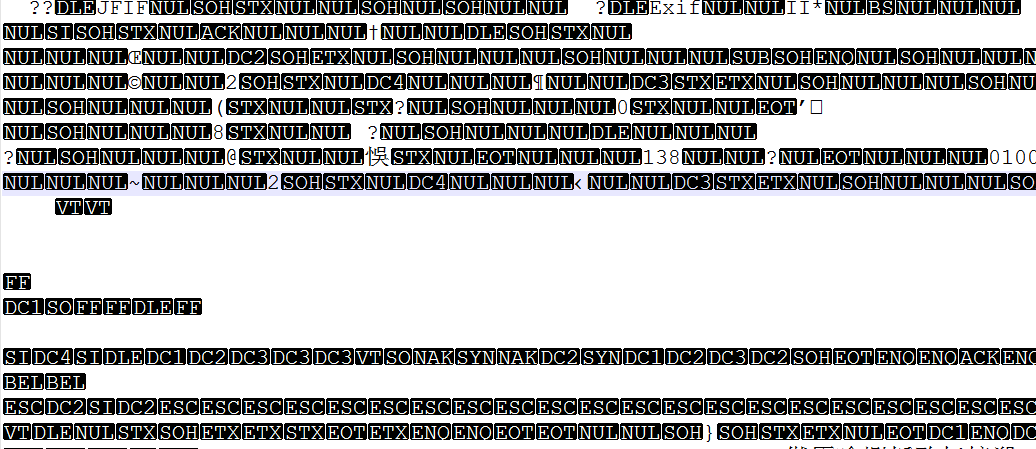 ??DLEJFIFNULSOHSTXNULNULSOHNULSOHNULNUL ?DLEExifNULNULII*NULBSNULNULNUL
NULSISOHSTXNULACKNULNULNUL†NULNULDLESOHSTXNUL
NULNULNULŒNULNULDC2SOHETXNULSOHNULNULNULSOHNULNULNULSUBSOHENQNULSOHNULNULN
NULNULNUL©NULNUL2SOHSTXNULDC4NULNULNUL¶NULNULDC3STXETXNULSOHNULNULNULSOHNU
NULSOHNULNULNUL(STXNULNULSTX?NULSOHNULNULNUL0STXNULNULEOT’□
NULSOHNULNULNUL8STXNULNUL ?NULSOHNULNULNULDLENULNULNUL
?NULSOHNULNULNUL@STXNULNUL悞STXNULEOTNULNULNUL138NULNUL?NULEOTNULNULNUL0100
NULNULNUL~NULNULNUL2SOHSTXNULDC4NULNULNUL‹NULNULDC3STXETXNULSOHNULNULNULSO
VTVT
FF
DC1SOFFFFDLEFF
SIDC4SIDLEDC1DC2DC3DC3DC3VTSONAKSYNNAKDC2SYNDC1DC2DC3DC2SOHEOTENQENQACKENQ
BELBEL
ESCDC2SIDC2ESCESCESCESCESCESCESCESCESCESCESCESCESCESCESCESCESCESCESCESCESC
VTDLENULSTXSOHETXETXSTXEOTETXENQENQEOTEOTNULNULSOH}SOHSTXETXNULEOTDC1ENQDC